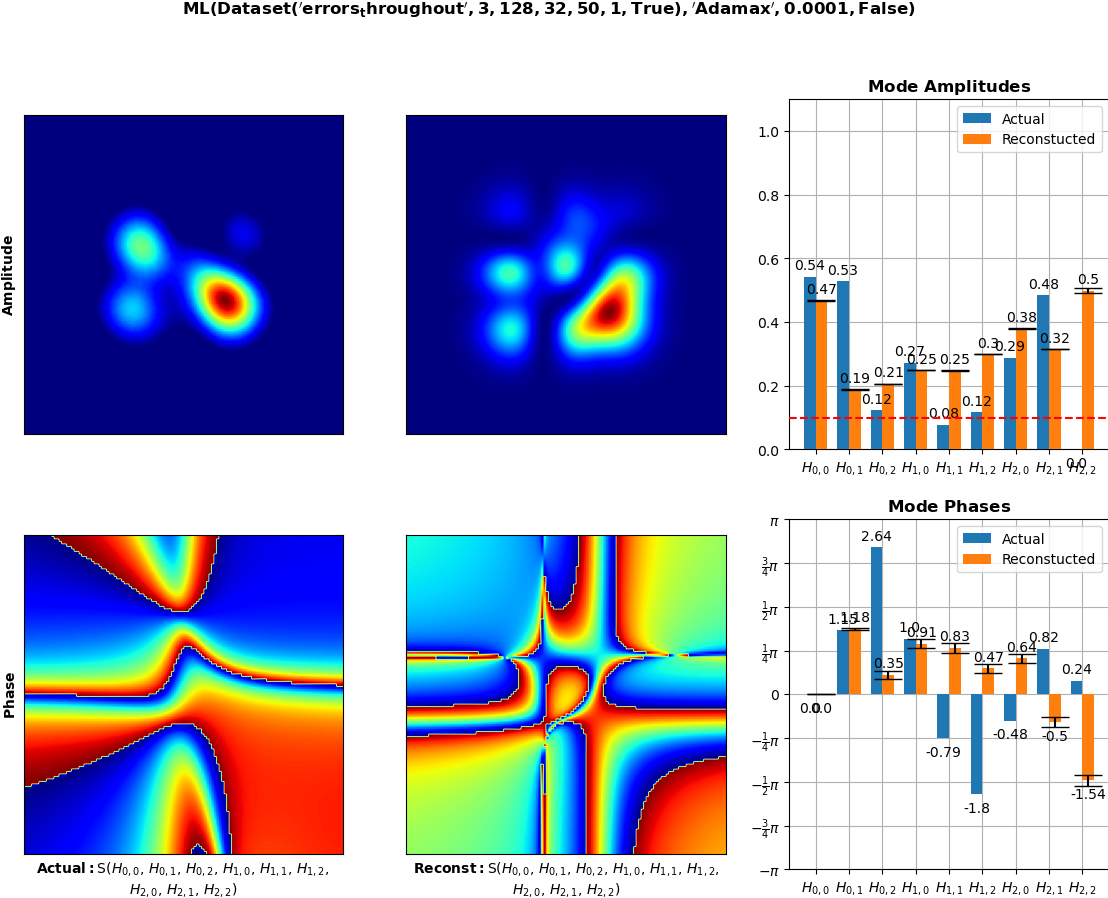 ML(Dataset('errors_throughout', 3, 128, 32, 50, 1, True), 'Adamax', 0.0001, False)
Amplitude
Mode Amplitudes
Actual
Reconstucted
1.0
0.8
0.6
0.4
0.2
0.0
0.54
0.47
0.53
0.19
0.12
0.21
0.27
0.25
0.08
0.25
0.12
0.3
0.29
0.38
0.48
0.32
0.0
0.5
H0,0 H0,1 H0,2 H1,0 H1,1 H1,2 H2,0 H2,1 H2,2
Phase
Actual: S(H0,0, H0,1, H0,2, H1,0, H1,1, H1,2,
H2,0, H2,1, H2,2)
Reconst: S(H0,0, H0,1, H0,2, H1,0, H1,1, H1,2,
H2,0, H2,1, H2,2)
Mode Phases
Actual
Reconstucted
π
3/4π
1/2π
1/4π
0
−1/4π
−1/2π
−3/4π
−π
0.0
0.0
1.15
1.18
2.64
0.35
1.0
0.91
-0.79
0.83
-1.8
0.47
-0.48
0.64
0.82
-0.5
0.24
-1.54
H0,0 H0,1 H0,2 H1,0 H1,1 H1,2 H2,0 H2,1 H2,2